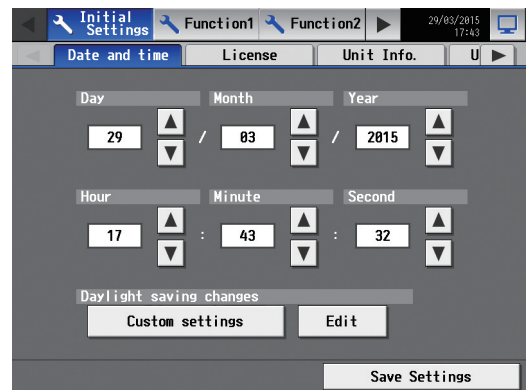 Initial Settings Function1 Function2 29/03/2015 17:43
Date and time License Unit Info. U
Day Month Year
29 / 03 / 2015
Hour Minute Second
17 : 43 : 32
Daylight saving changes
Custom settings Edit
Save Settings